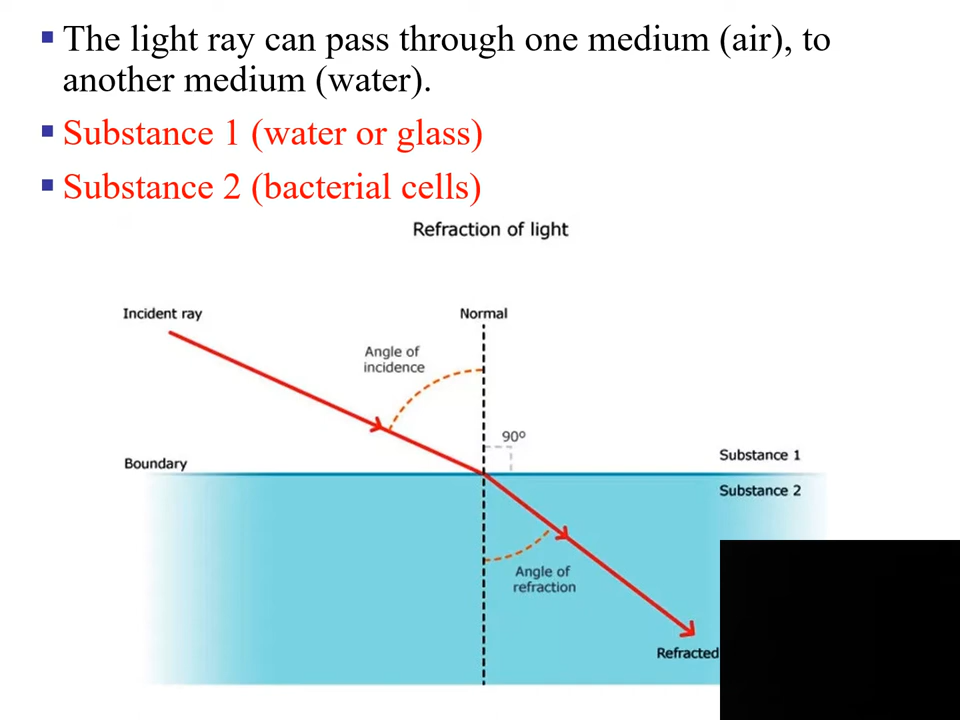 The light ray can pass through one medium (air), to
another medium (water).
Substance 1 (water or glass)
Substance 2 (bacterial cells)
Refraction of light
Incident ray
Normal
Angle of
incidence
90º
Boundary
Substance 1
Substance 2
Angle of
refraction
Refracted